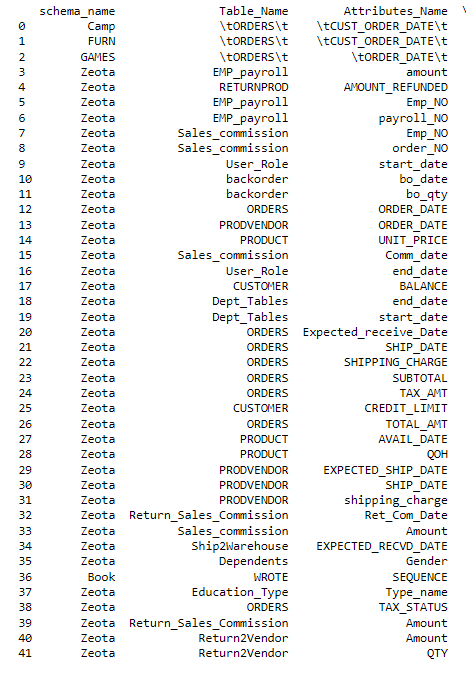 schema_name Table_Name Attributes_Name \
0 Camp \tORDERS\t \tCUST_ORDER_DATE\t
1 FURN \tORDERS\t \tCUST_ORDER_DATE\t
2 GAMES \tORDERS\t \tORDER_DATE\t
3 Zeota EMP_payroll amount
4 Zeota RETURNPROD AMOUNT_REFUNDED
5 Zeota EMP_payroll Emp_NO
6 Zeota EMP_payroll payroll_NO
7 Zeota Sales_commission Emp_NO
8 Zeota Sales_commission order_NO
9 Zeota User_Role start_date
10 Zeota backorder bo_date
11 Zeota backorder bo_qty
12 Zeota ORDERS ORDER_DATE
13 Zeota PRODVENDOR ORDER_DATE
14 Zeota PRODUCT UNIT_PRICE
15 Zeota Sales_commission Comm_date
16 Zeota User_Role end_date
17 Zeota CUSTOMER BALANCE
18 Zeota Dept_Tables end_date
19 Zeota Dept_Tables start_date
20 Zeota ORDERS Expected_receive_Date
21 Zeota ORDERS SHIP_DATE
22 Zeota ORDERS SHIPPING_CHARGE
23 Zeota ORDERS SUBTOTAL
24 Zeota ORDERS TAX_AMT
25 Zeota CUSTOMER CREDIT_LIMIT
26 Zeota ORDERS TOTAL_AMT
27 Zeota PRODUCT AVAIL_DATE
28 Zeota PRODUCT QOH
29 Zeota PRODVENDOR EXPECTED_SHIP_DATE
30 Zeota PRODVENDOR SHIP_DATE
31 Zeota PRODVENDOR shipping_charge
32 Zeota Return_Sales_Commission Ret_Com_Date
33 Zeota Sales_commission Amount
34 Zeota Ship2Warehouse EXPECTED_RECVD_DATE
35 Zeota Dependents Gender
36 Book WROTE SEQUENCE
37 Zeota Education_Type Type_name
38 Zeota ORDERS TAX_STATUS
39 Zeota Return_Sales_Commission Amount
40 Zeota Return2Vendor Amount
41 Zeota Return2Vendor QTY